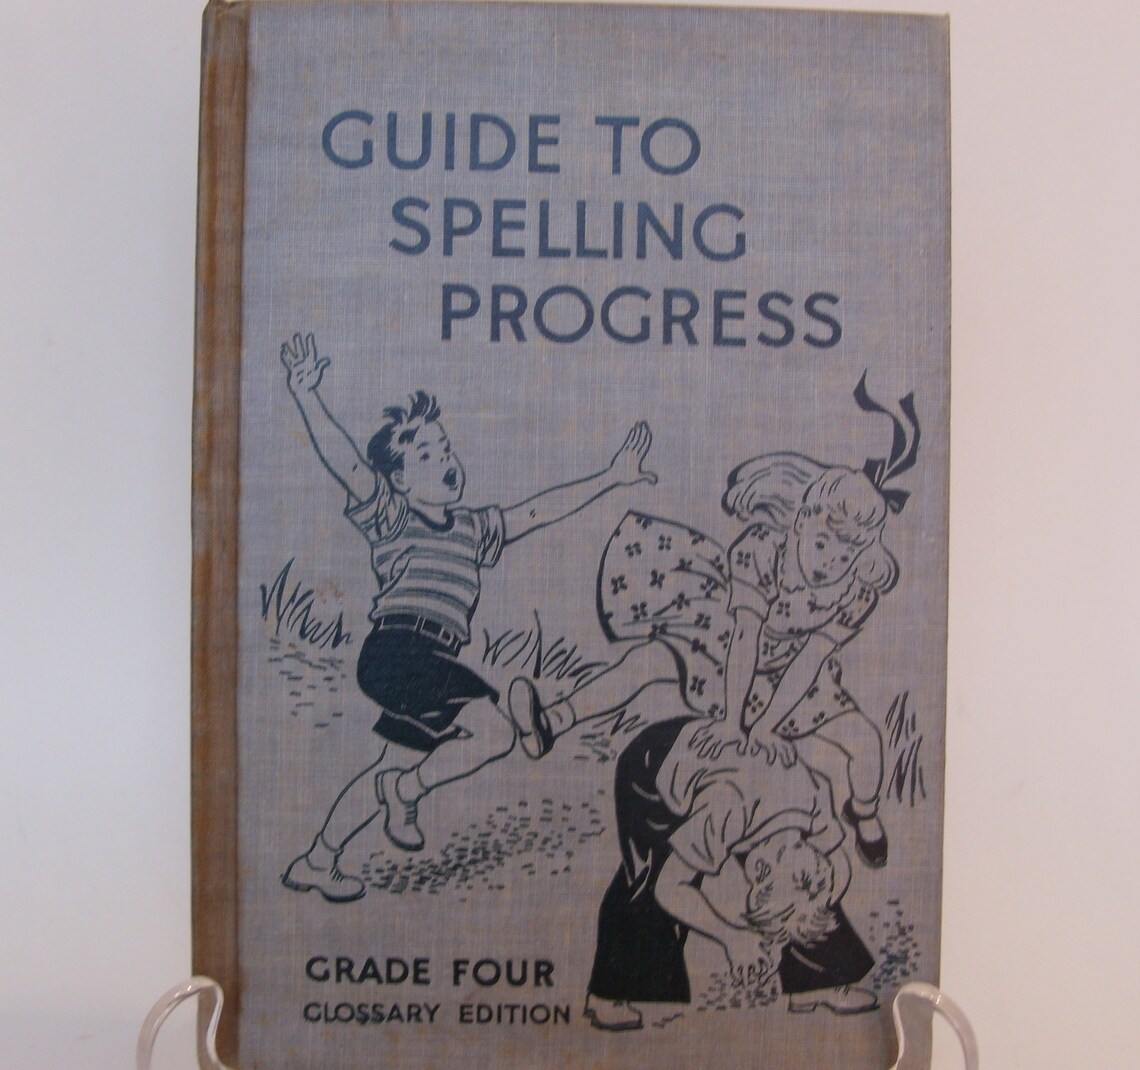 GUIDE TO
SPELLING
PROGRESS
GRADE FOUR
GLOSSARY EDITION